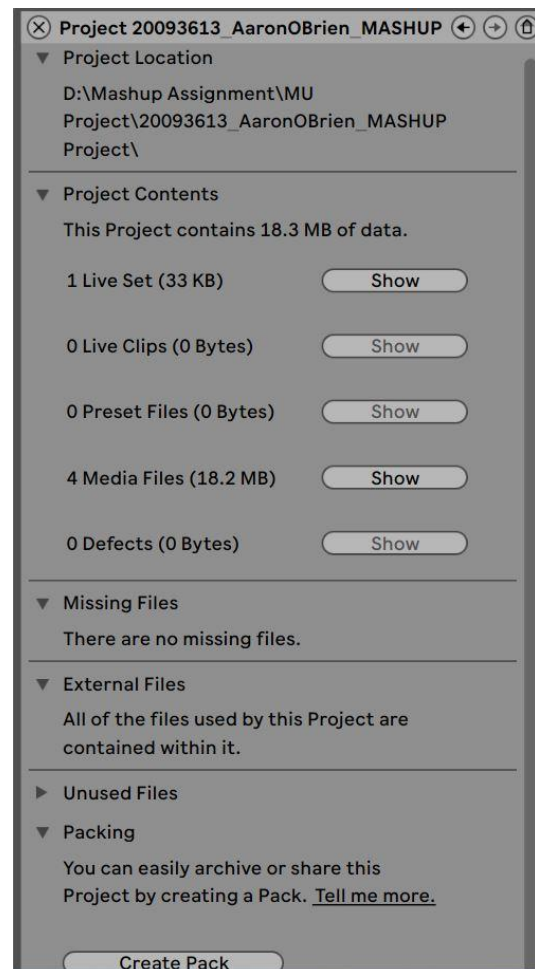 Project 20093613_AaronOBrien_MASHUP
Project Location
D:\Mashup Assignment\MU
Project\20093613_AaronOBrien_MASHUP
Project\
Project Contents
This Project contains 18.3 MB of data.
1 Live Set (33 KB) Show
0 Live Clips (0 Bytes) Show
0 Preset Files (0 Bytes) Show
4 Media Files (18.2 MB) Show
0 Defects (0 Bytes) Show
Missing Files
There are no missing files.
External Files
All of the files used by this Project are
contained within it.
Unused Files
Packing
You can easily archive or share this
Project by creating a Pack. Tell me more.
Create Pack